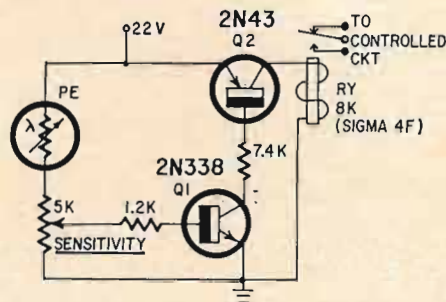 22 V
2N43
Q2
TO
CONTROLLED
CKT
PE
λ
RY
8K
(SIGMA 4F)
2N338
Q1
7.4K
5K
1.2K
SENSITIVITY